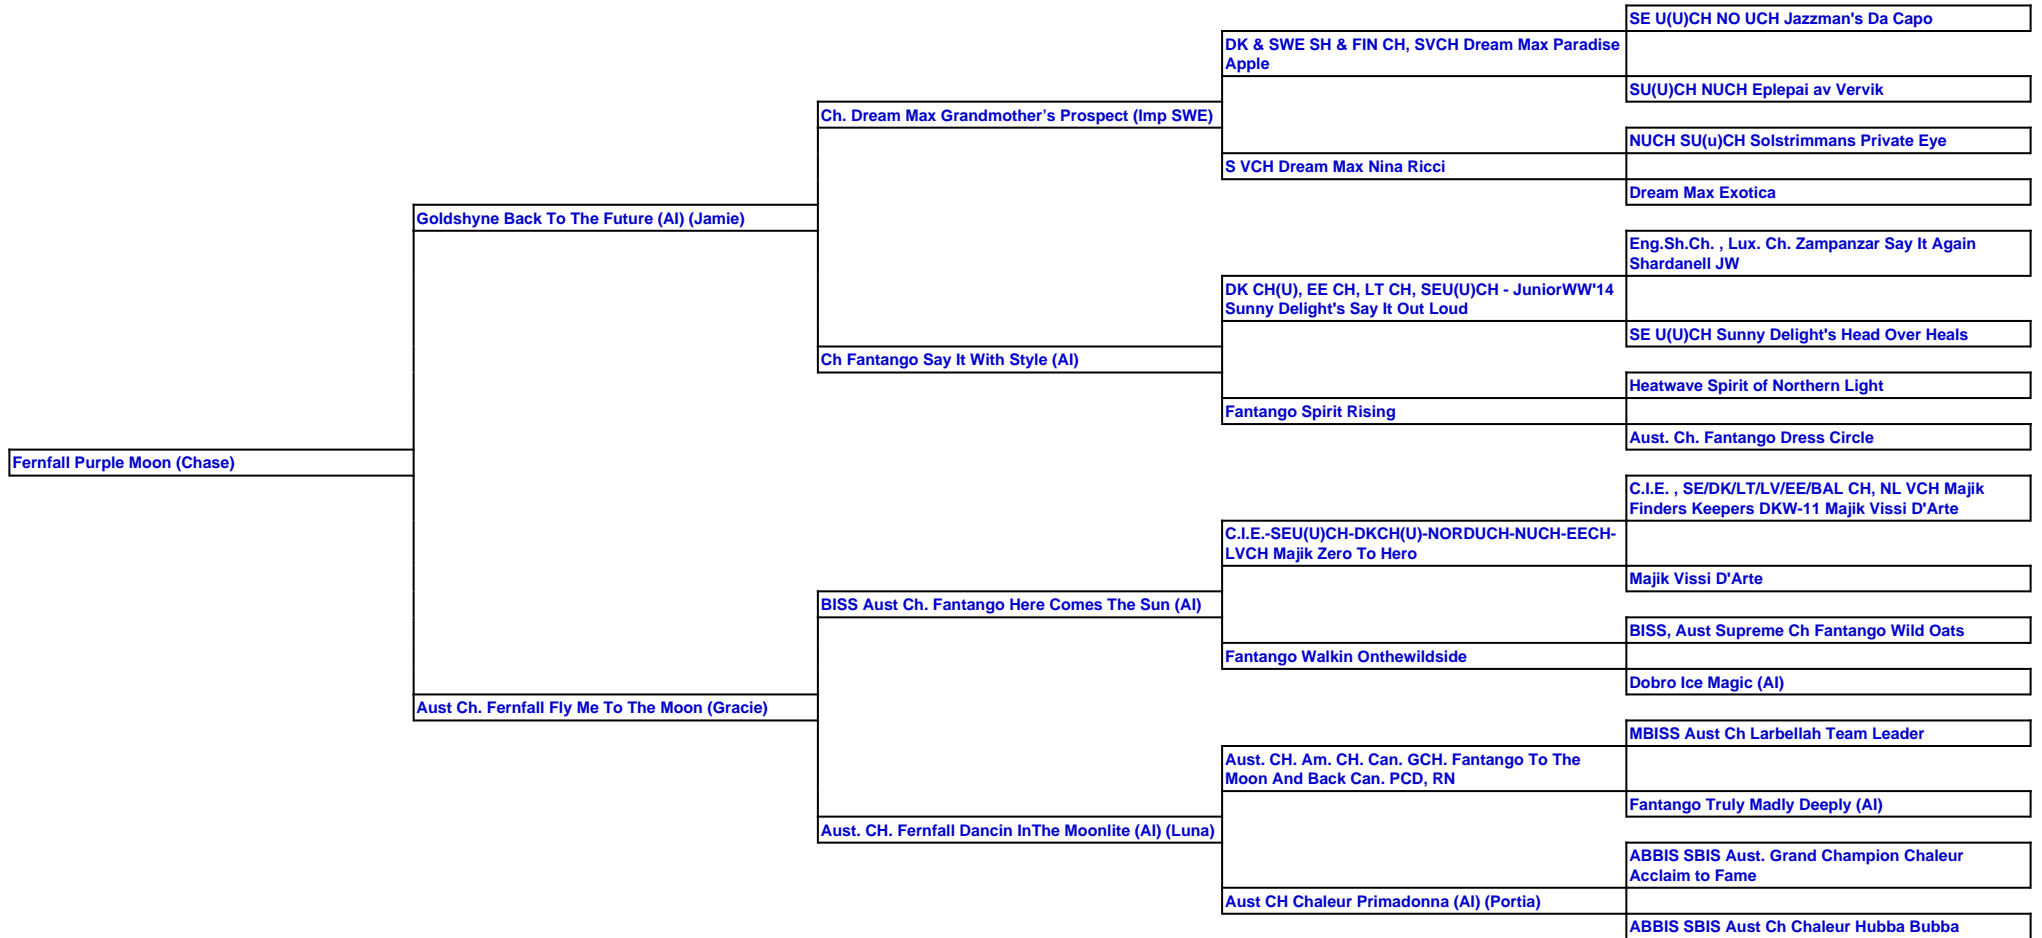 SE U(U)CH NO UCH Jazzman's Da Capo
DK & SWE SH & FIN CH, SVCH Dream Max Paradise
Apple
SU(U)CH NUCH Eplepai av Vervik
Ch. Dream Max Grandmother’s Prospect (Imp SWE)
NUCH SU(u)CH Solstrimmans Private Eye
S VCH Dream Max Nina Ricci
Dream Max Exotica
Goldshyne Back To The Future (AI) (Jamie)
Eng.Sh.Ch. , Lux. Ch. Zampanzar Say It Again
Shardanell JW
DK CH(U), EE CH, LT CH, SEU(U)CH - JuniorWW'14
Sunny Delight's Say It Out Loud
SE U(U)CH Sunny Delight's Head Over Heals
Ch Fantango Say It With Style (AI)
Heatwave Spirit of Northern Light
Fantango Spirit Rising
Aust. Ch. Fantango Dress Circle
Fernfall Purple Moon (Chase)
C.I.E. , SE/DK/LT/LV/EE/BAL CH, NL VCH Majik
Finders Keepers DKW-11 Majik Vissi D'Arte
C.I.E.-SEU(U)CH-DKCH(U)-NORDUCH-NUCH-EECH-
LVCH Majik Zero To Hero
Majik Vissi D'Arte
BISS Aust Ch. Fantango Here Comes The Sun (AI)
BISS, Aust Supreme Ch Fantango Wild Oats
Fantango Walkin Onthewildside
Dobro Ice Magic (AI)
Aust Ch. Fernfall Fly Me To The Moon (Gracie)
MBISS Aust Ch Larbellah Team Leader
Aust. CH. Am. CH. Can. GCH. Fantango To The
Moon And Back Can. PCD, RN
Fantango Truly Madly Deeply (AI)
Aust. CH. Fernfall Dancin InThe Moonlite (AI) (Luna)
ABBIS SBIS Aust. Grand Champion Chaleur
Acclaim to Fame
Aust CH Chaleur Primadonna (AI) (Portia)
ABBIS SBIS Aust Ch Chaleur Hubba Bubba